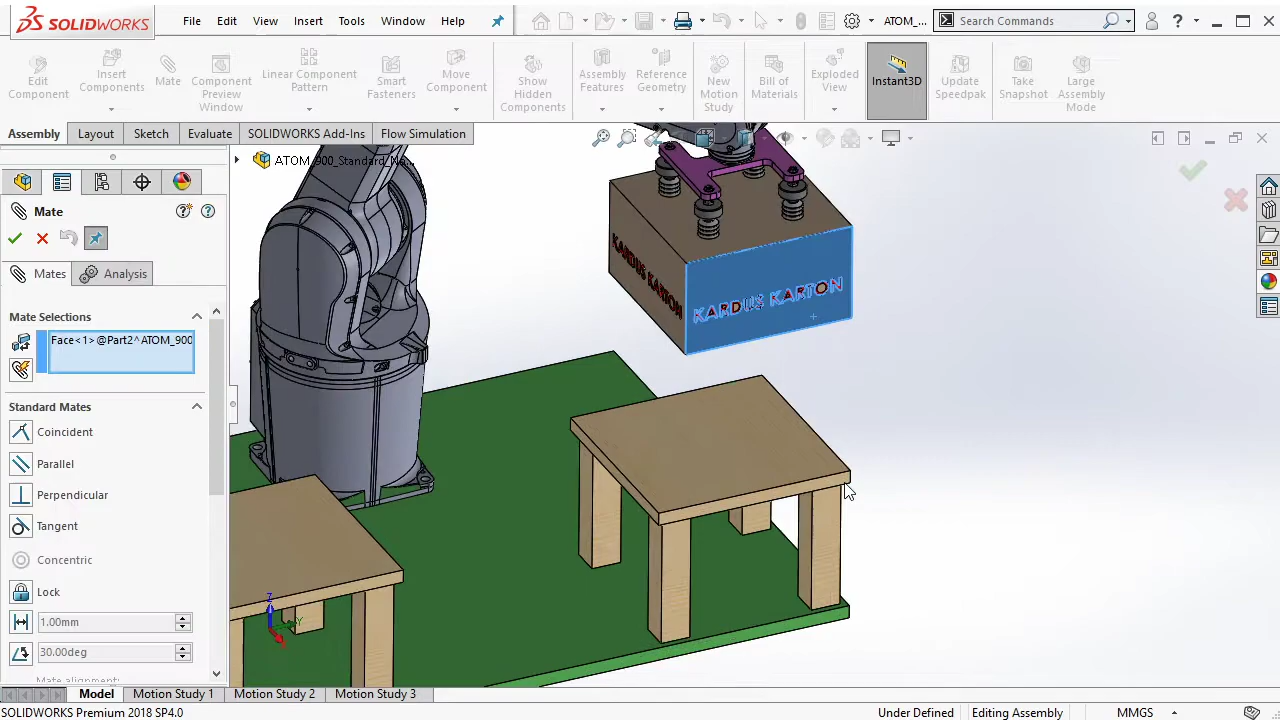 SOLIDWORKS File Edit View Insert Tools Window Help ATOM_... Search Commands ?
Edit Component
Insert Components
Mate
Component Preview Window
Linear Component Pattern
Smart Fasteners
Move Component
Show Hidden Components
Assembly Features
Reference Geometry
New Motion Study
Bill of Materials
Exploded View
Instant3D
Update Speedpak
Take Snapshot
Large Assembly Mode
Assembly Layout Sketch Evaluate SOLIDWORKS Add-Ins Flow Simulation
Mate
Mates Analysis
Mate Selections
Face<1>@Part2^ATOM_900
Standard Mates
Coincident
Parallel
Perpendicular
Tangent
Concentric
Lock
1.00mm
30.00deg
Mate alignment:
KARDUS KARTON
KARDUS KARTON
Z
Y
Model Motion Study 1 Motion Study 2 Motion Study 3
SOLIDWORKS Premium 2018 SP4.0 Under Defined Editing Assembly MMGS